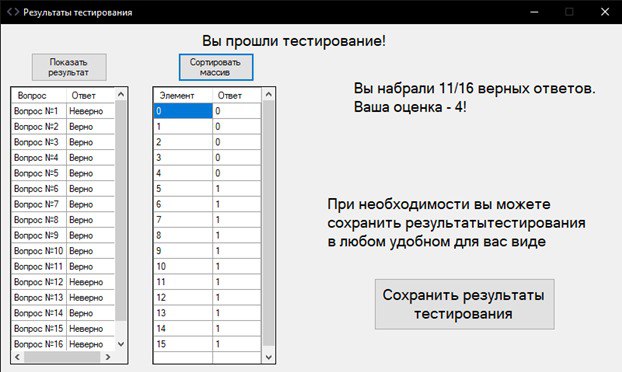 Результаты тестирования
Вы прошли тестирование!
Показать
результат
Сортировать
массив
Вопрос Ответ
Вопрос №1 Неверно
Вопрос №2 Верно
Вопрос №3 Верно
Вопрос №4 Верно
Вопрос №5 Верно
Вопрос №6 Верно
Вопрос №7 Верно
Вопрос №8 Верно
Вопрос №9 Верно
Вопрос №10 Верно
Вопрос №11 Верно
Вопрос №12 Неверно
Вопрос №13 Неверно
Вопрос №14 Верно
Вопрос №15 Неверно
Вопрос №16 Неверно
Элемент Ответ
0 0
1 0
2 0
3 0
4 0
5 1
6 1
7 1
8 1
9 1
10 1
11 1
12 1
13 1
14 1
15 1
Вы набрали 11/16 верных ответов.
Ваша оценка - 4!
При необходимости вы можете
сохранить результатытестирования
в любом удобном для вас виде
Сохранить результаты
тестирования